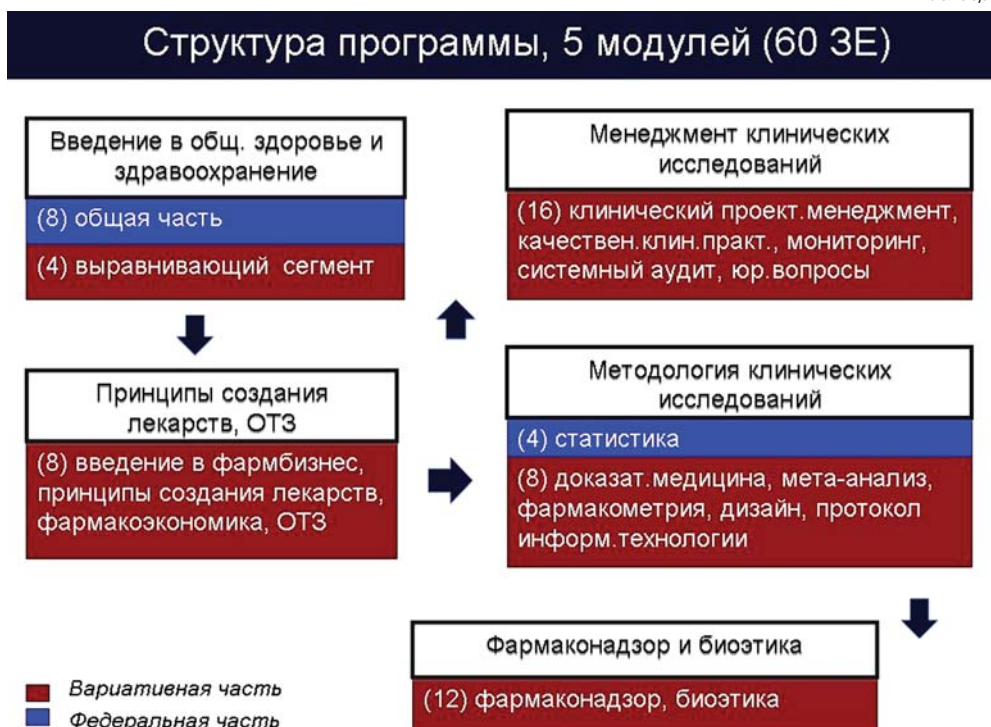 Структура программы, 5 модулей (60 ЗЕ)
Введение в общ. здоровье и
здравоохранение
(8) общая часть
(4) выравнивающий сегмент
Менеджмент клинических
исследований
(16) клинический проект.менеджмент,
качествен.клин.практ., мониторинг,
системный аудит, юр.вопросы
Принципы создания
лекарств, ОТЗ
(8) введение в фармбизнес,
принципы создания лекарств,
фармакоэкономика, ОТЗ
Методология клинических
исследований
(4) статистика
(8) доказат.медицина, мета-анализ,
фармакометрия, дизайн, протокол
информ.технологии
Фармаконадзор и биоэтика
(12) фармаконадзор, биоэтика
Вариативная часть
Федеральная часть